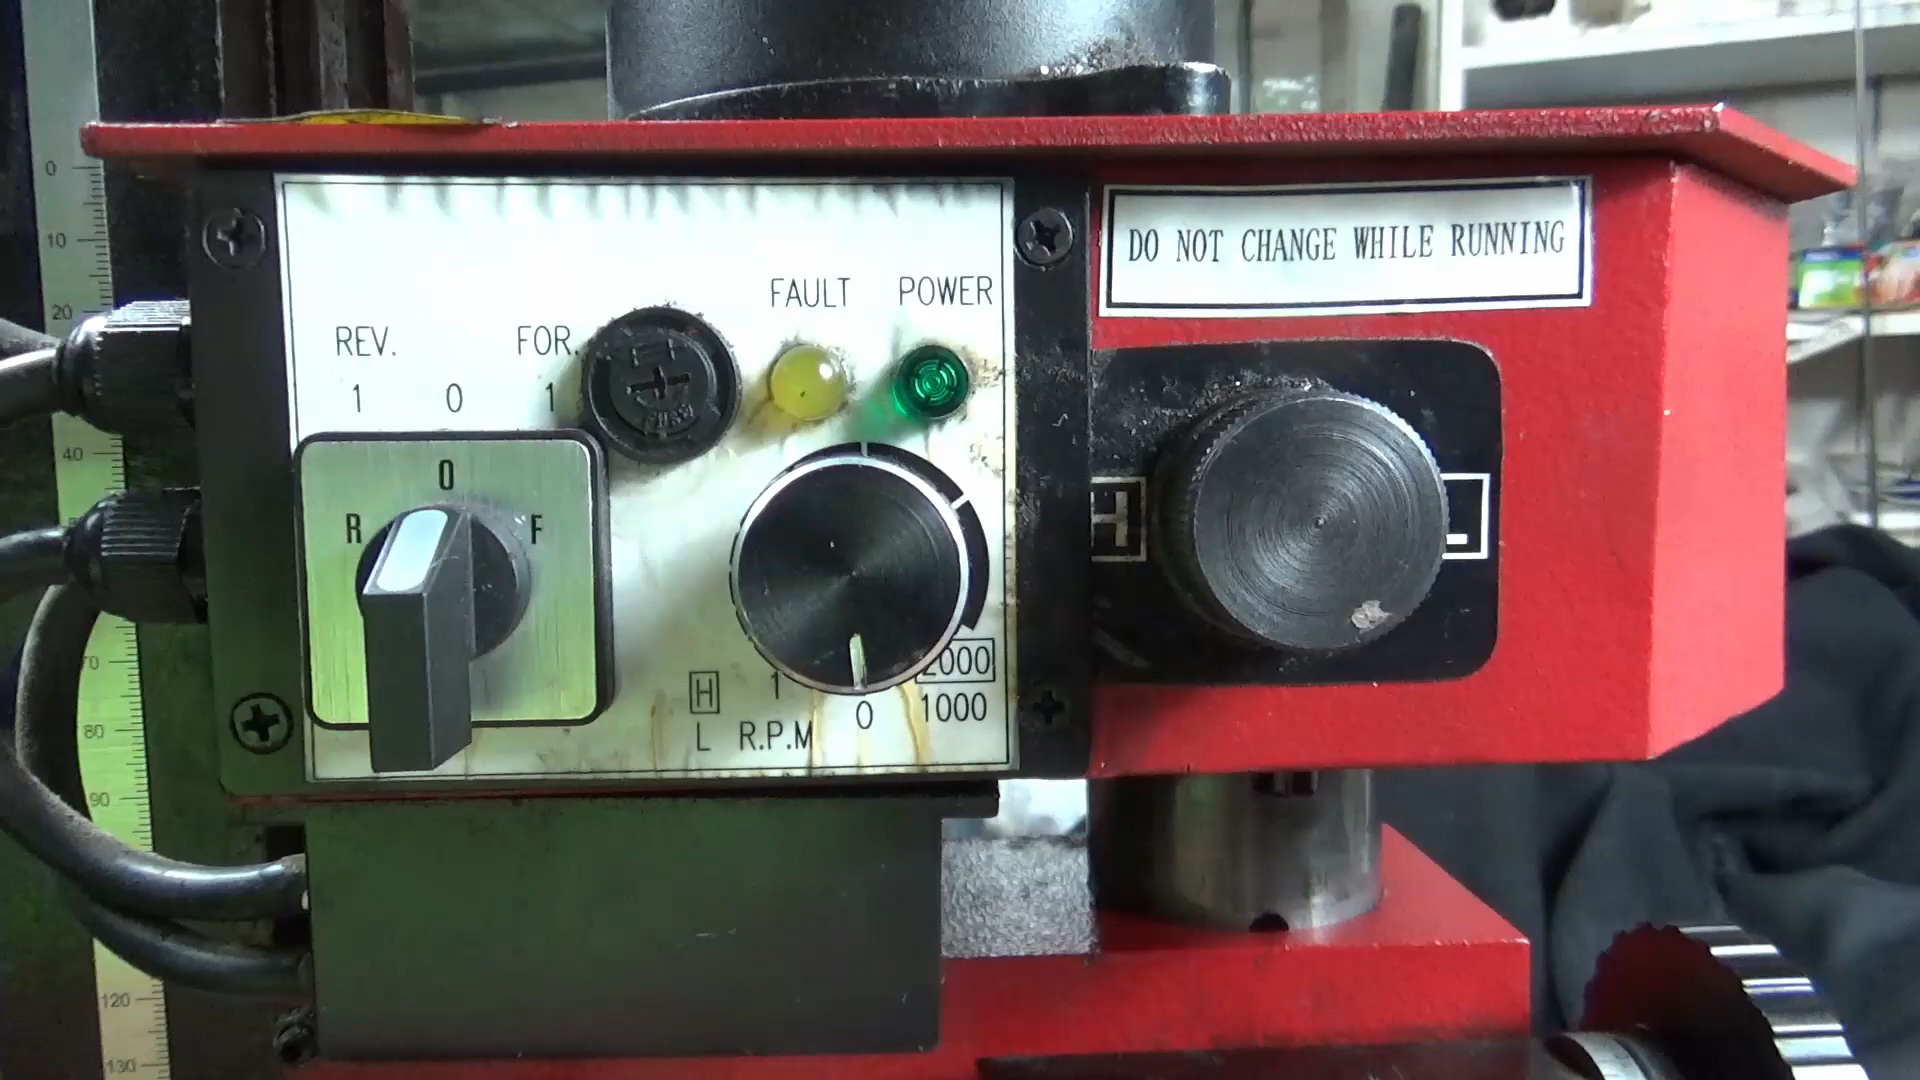 DO NOT CHANGE WHILE RUNNING
FAULT POWER
REV. FOR.
1 0 1
0
R F
H 1 2000
L R.P.M 0 1000
H L
0
10
20
40
70
80
90
120
130